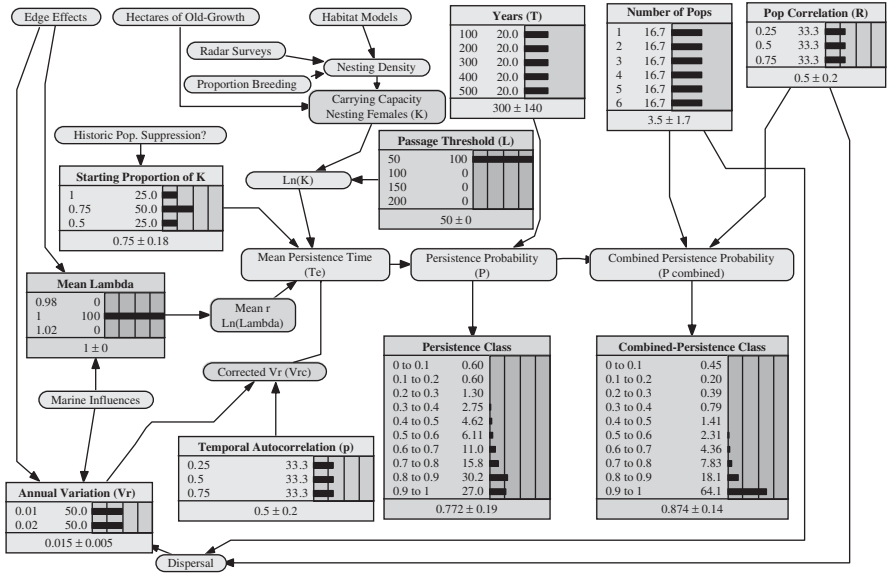 Edge Effects
Hectares of Old-Growth
Habitat Models
Radar Surveys
Nesting Density
Proportion Breeding
Carrying Capacity
Nesting Females (K)
Years (T)
100 20.0
200 20.0
300 20.0
400 20.0
500 20.0
300 ± 140
Number of Pops
1 16.7
2 16.7
3 16.7
4 16.7
5 16.7
6 16.7
3.5 ± 1.7
Pop Correlation (R)
0.25 33.3
0.5 33.3
0.75 33.3
0.5 ± 0.2
Historic Pop. Suppression?
Passage Threshold (L)
50 100
100 0
150 0
200 0
50 ± 0
Starting Proportion of K
1 25.0
0.75 50.0
0.5 25.0
0.75 ± 0.18
Ln(K)
Mean Persistence Time
(Te)
Persistence Probability
(P)
Combined Persistence Probability
(P combined)
Mean Lambda
0.98 0
1 100
1.02 0
1 ± 0
Mean r
Ln(Lambda)
Corrected Vr (Vrc)
Marine Influences
Persistence Class
0 to 0.1 0.60
0.1 to 0.2 0.60
0.2 to 0.3 1.30
0.3 to 0.4 2.75
0.4 to 0.5 4.62
0.5 to 0.6 6.11
0.6 to 0.7 11.0
0.7 to 0.8 15.8
0.8 to 0.9 30.2
0.9 to 1 27.0
0.772 ± 0.19
Combined-Persistence Class
0 to 0.1 0.45
0.1 to 0.2 0.20
0.2 to 0.3 0.39
0.3 to 0.4 0.79
0.4 to 0.5 1.41
0.5 to 0.6 2.31
0.6 to 0.7 4.36
0.7 to 0.8 7.83
0.8 to 0.9 18.1
0.9 to 1 64.1
0.874 ± 0.14
Temporal Autocorrelation (p)
0.25 33.3
0.5 33.3
0.75 33.3
0.5 ± 0.2
Annual Variation (Vr)
0.01 50.0
0.02 50.0
0.015 ± 0.005
Dispersal